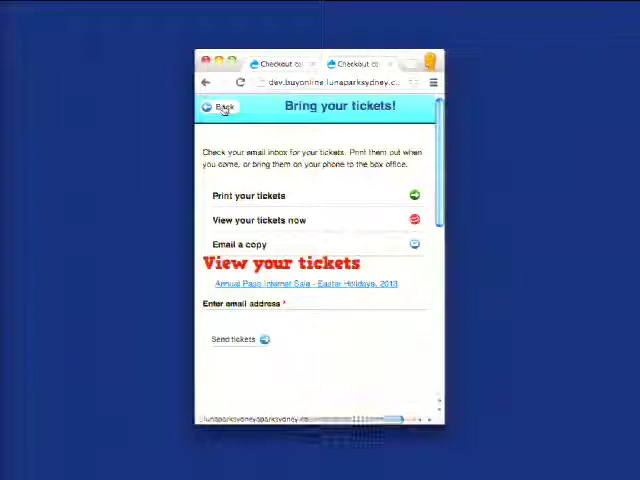 Checkout co
Checkout co
dev.buyonline.lunaparksydney.c...
Back
Bring your tickets!
Check your email inbox for your tickets. Print them out when
you come, or bring them on your phone to the box office.
Print your tickets
View your tickets now
Email a copy
View your tickets
Annual Pass Internet Sale - Easter Holidays, 2013
Enter email address *
Send tickets